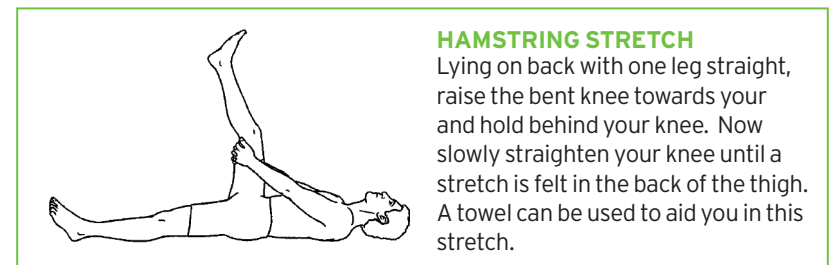 HAMSTRING STRETCH
Lying on back with one leg straight,
raise the bent knee towards your
and hold behind your knee.  Now
slowly straighten your knee until a
stretch is felt in the back of the thigh.
A towel can be used to aid you in this
stretch.